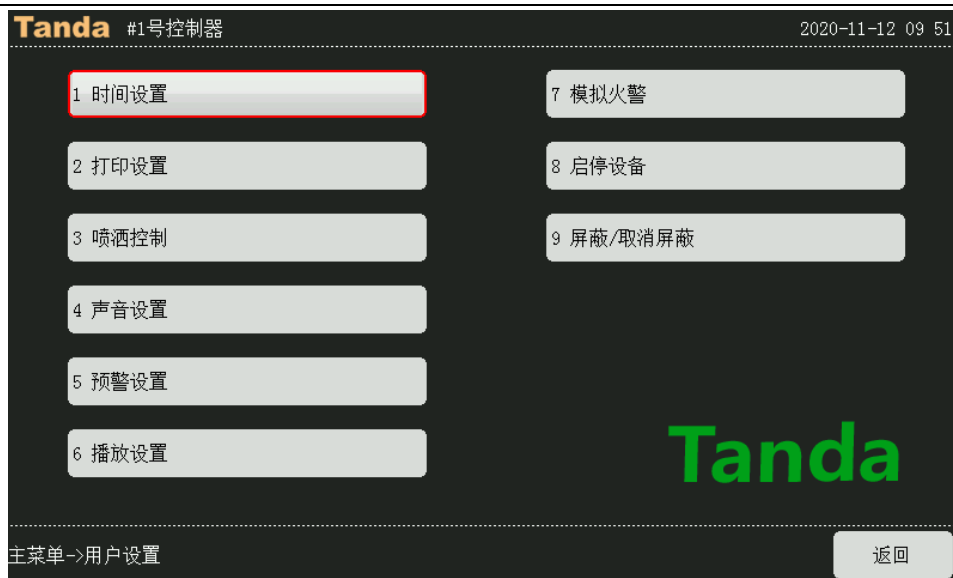 Tanda #1号控制器 2020-11-12 09 51
1 时间设置
2 打印设置
3 喷洒控制
4 声音设置
5 预警设置
6 播放设置
7 模拟火警
8 启停设备
9 屏蔽/取消屏蔽
Tanda
主菜单->用户设置 返回